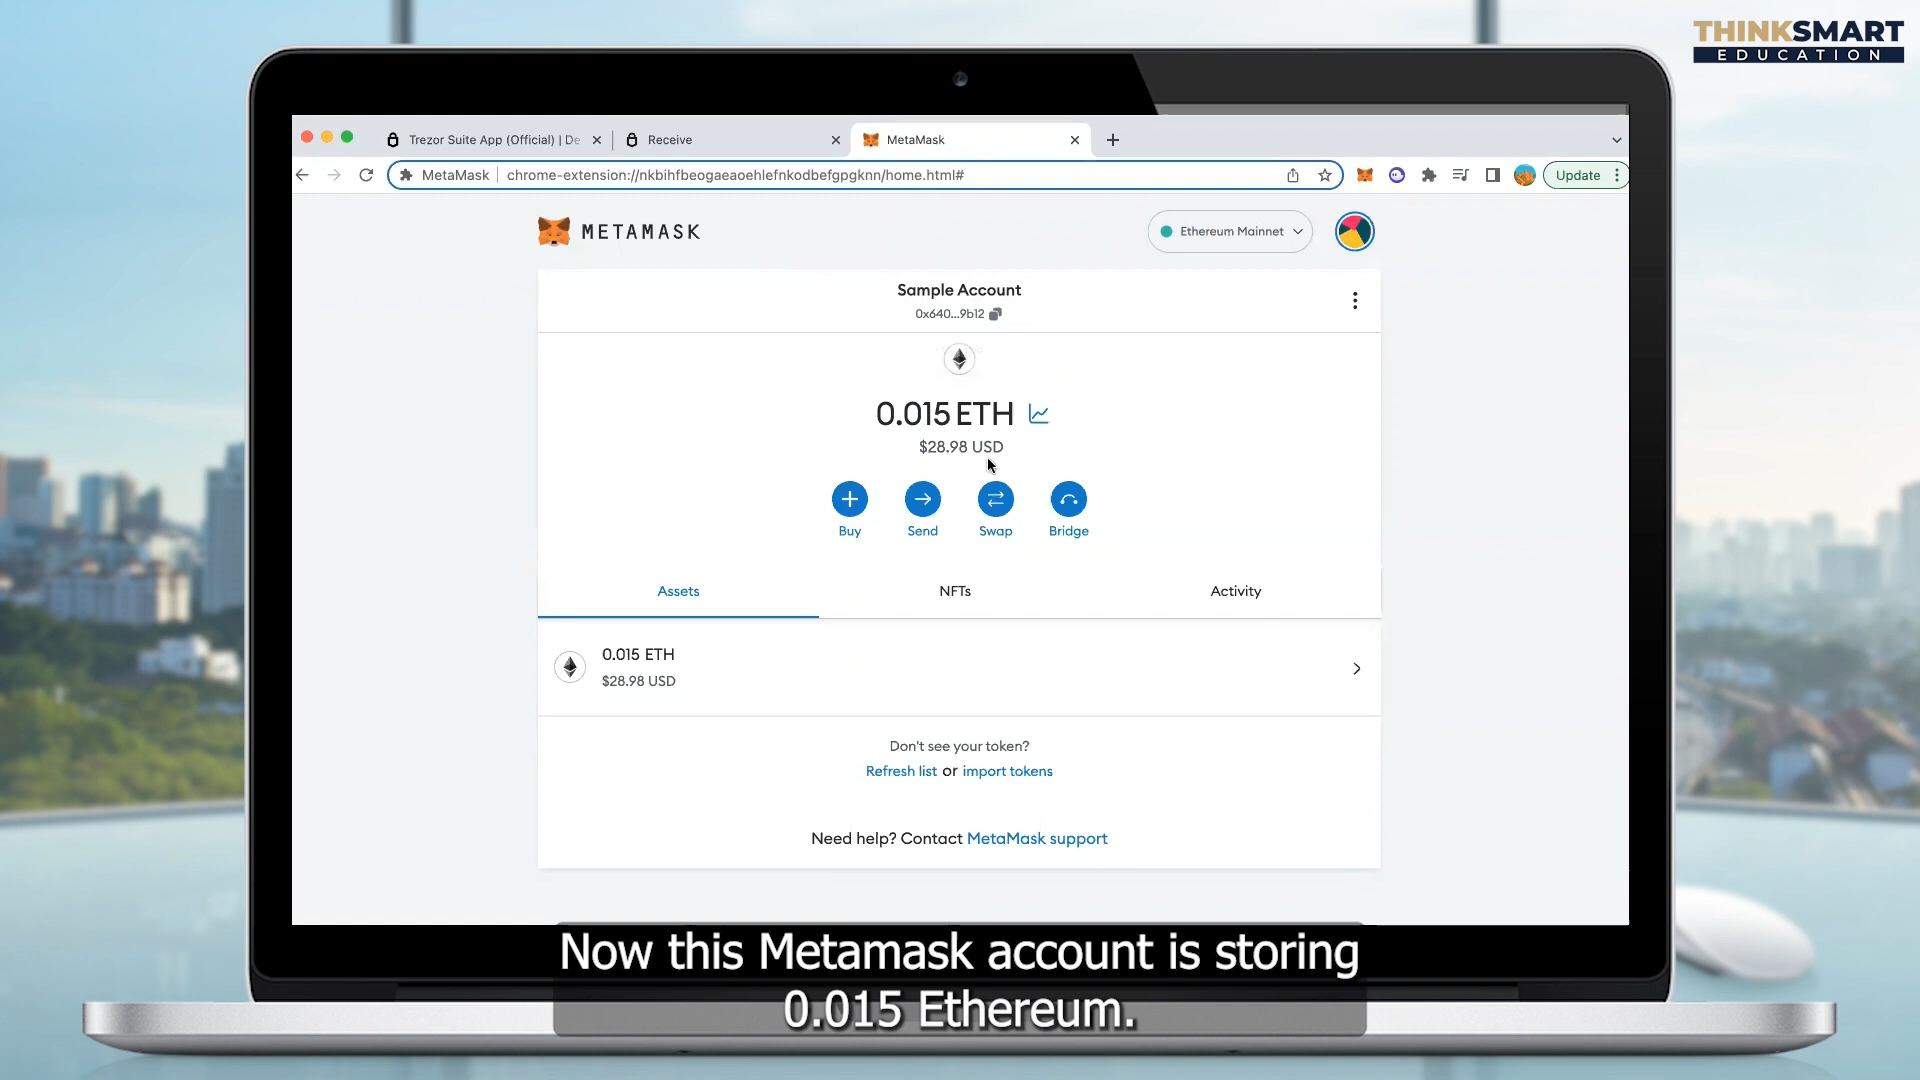 THINKSMART
EDUCATION
Trezor Suite App (Official) | De
Receive
MetaMask
MetaMask
chrome-extension://nkbihfbeogaeaoehlefnkodbefgpgknn/home.html#
Update
METAMASK
Ethereum Mainnet
Sample Account
0x640...9b12
0.015 ETH
$28.98 USD
Buy
Send
Swap
Bridge
Assets
NFTs
Activity
0.015 ETH
$28.98 USD
Don't see your token?
Refresh list or import tokens
Need help? Contact MetaMask support
Now this Metamask account is storing
0.015 Ethereum.